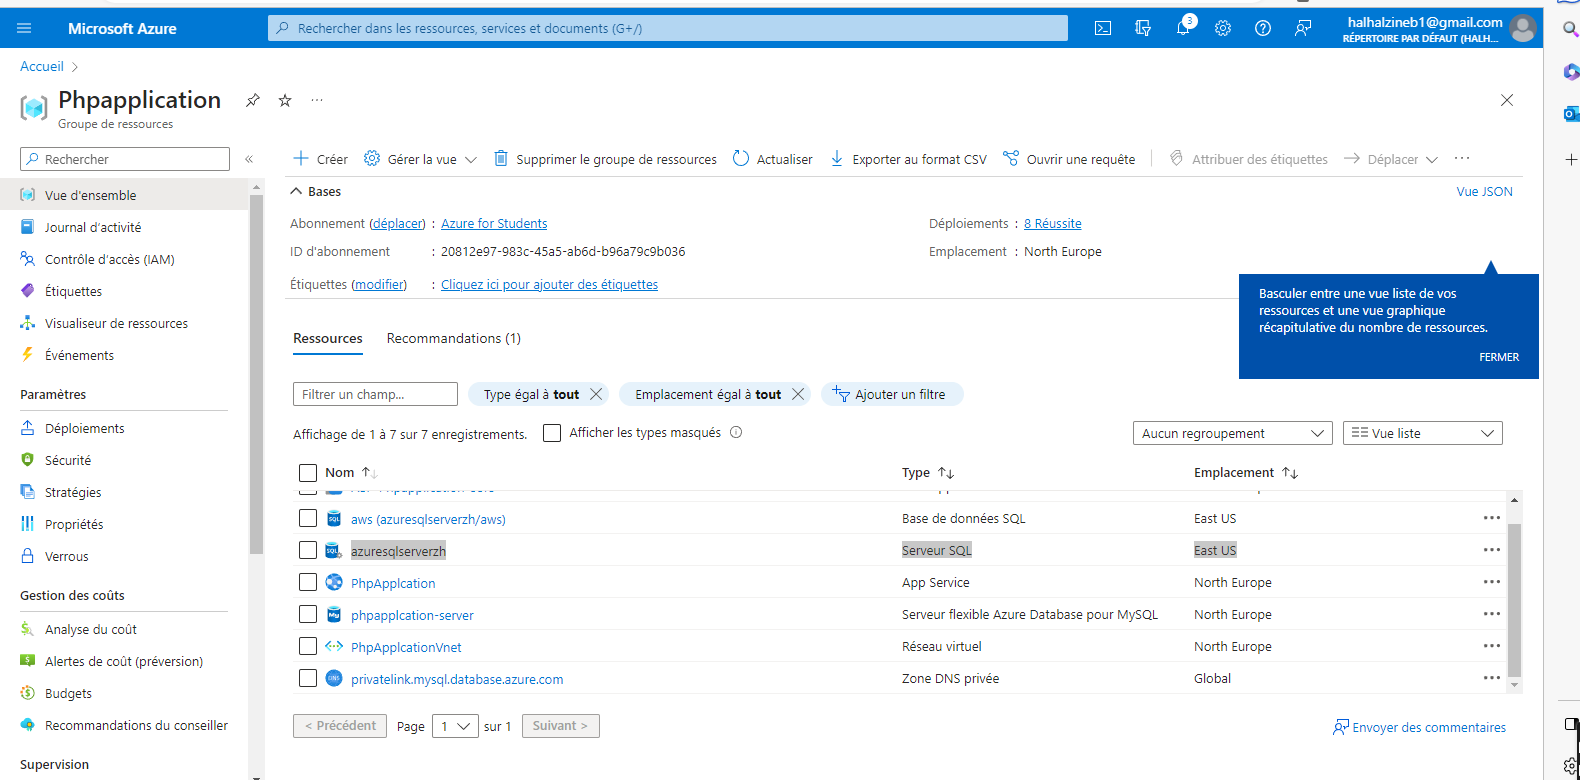 Microsoft Azure
Rechercher dans les ressources, services et documents (G+/)
3
halhalzineb1@gmail.com
RÉPERTOIRE PAR DÉFAUT (HALH...
Accueil
Phpapplication
Groupe de ressources
Rechercher
Créer Gérer la vue Supprimer le groupe de ressources Actualiser Exporter au format CSV Ouvrir une requête Attribuer des étiquettes Déplacer
Vue d'ensemble
Journal d'activité
Contrôle d'accès (IAM)
Étiquettes
Visualiseur de ressources
Événements
Paramètres
Déploiements
Sécurité
Stratégies
Propriétés
Verrous
Gestion des coûts
Analyse du coût
Alertes de coût (préversion)
Budgets
Recommandations du conseiller
Supervision
Bases
Vue JSON
Abonnement (déplacer) : Azure for Students
Déploiements : 8 Réussite
ID d'abonnement : 20812e97-983c-45a5-ab6d-b96a79c9b036
Emplacement : North Europe
Étiquettes (modifier) : Cliquez ici pour ajouter des étiquettes
Basculer entre une vue liste de vos
ressources et une vue graphique
récapitulative du nombre de ressources.
FERMER
Ressources Recommandations (1)
Filtrer un champ... Type égal à tout Emplacement égal à tout Ajouter un filtre
Affichage de 1 à 7 sur 7 enregistrements. Afficher les types masqués Aucun regroupement Vue liste
Nom Type Emplacement
aws (azuresqlserverzh/aws) Base de données SQL East US
azuresqlserverzh Serveur SQL East US
PhpApplcation App Service North Europe
phpapplcation-server Serveur flexible Azure Database pour MySQL North Europe
PhpApplcationVnet Réseau virtuel North Europe
privatelink.mysql.database.azure.com Zone DNS privée Global
< Précédent Page 1 sur 1 Suivant >
Envoyer des commentaires